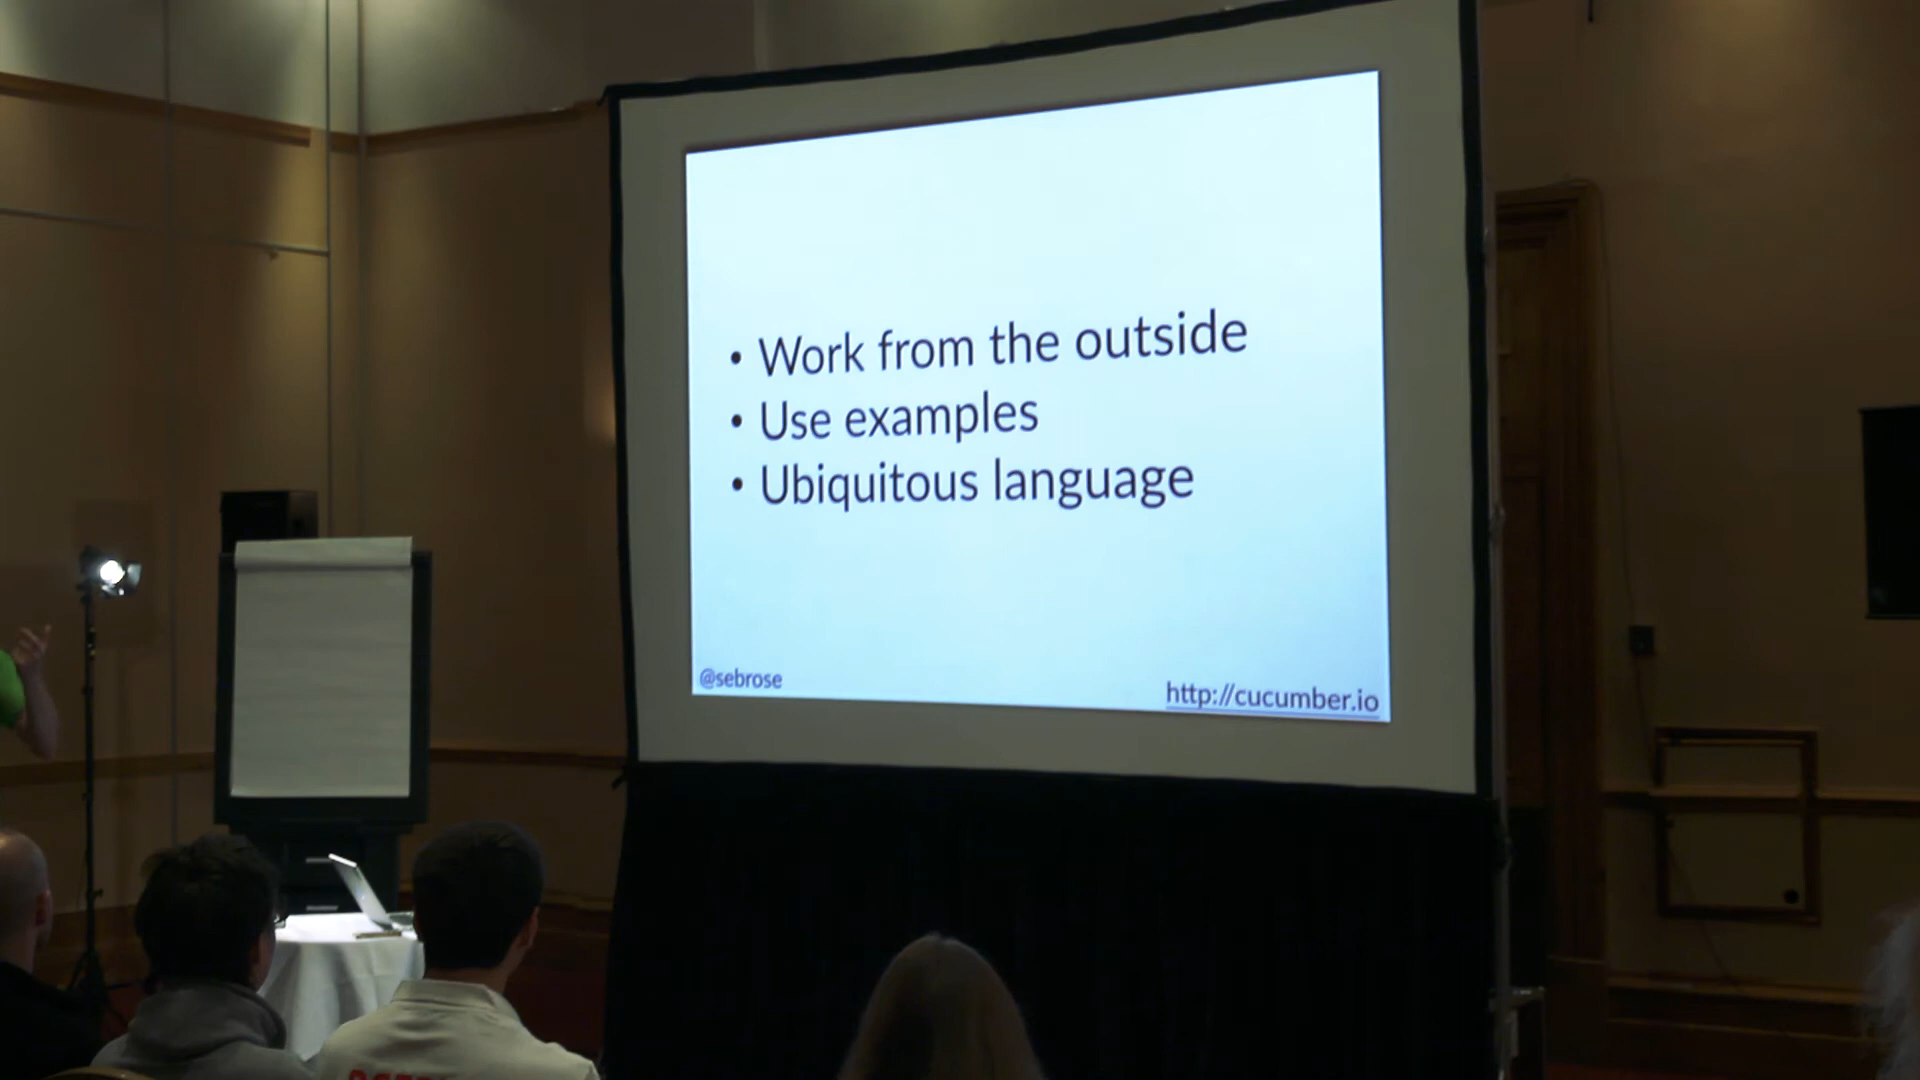 • Work from the outside
• Use examples
• Ubiquitous language
@sebrose
http://cucumber.io